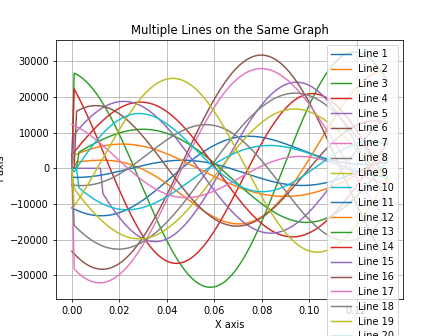 Multiple Lines on the Same Graph
30000
20000
10000
0
−10000
−20000
−30000
0.00
0.02
0.04
0.06
0.08
0.10
X axis
Line 1
Line 2
Line 3
Line 4
Line 5
Line 6
Line 7
Line 8
Line 9
Line 10
Line 11
Line 12
Line 13
Line 14
Line 15
Line 16
Line 17
Line 18
Line 19
Line 20